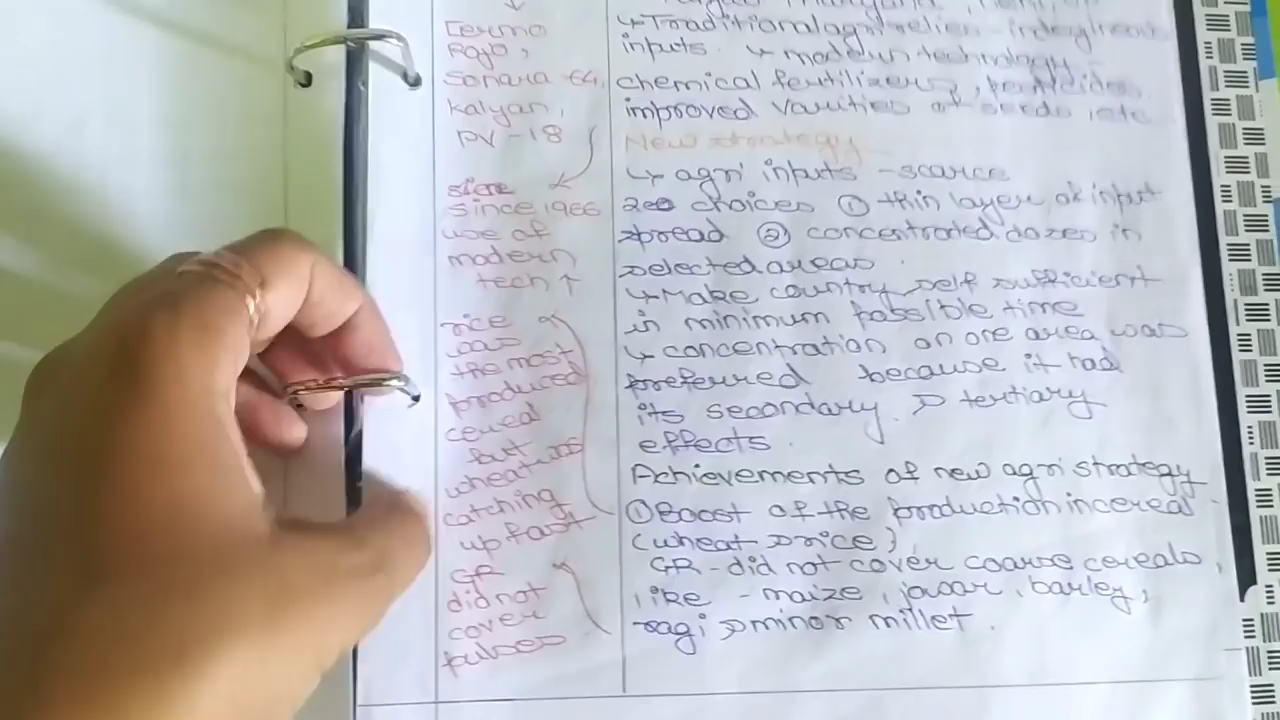 Lerma
Rojo,
Sonara-64,
Kalyan,
PV-18
since 1966
use of
modern
tech ↑
rice
was
the most
produced
cereal
but
wheat was
catching
up fast
GR
did not
cover
pulses
↳ Traditional agri relies - indegineous
inputs. ↳ modern technology -
chemical feutilizers, pesticides,
improved varities of seeds, etc
New strategy
↳ agri inputs - scarce
choices ① thin layer of input
spread ② concentrated dozes in
selected areas.
↳ Make country self sufficient
in minimum possible time
↳ concentration on one area was
preferred because it had
its secondary & tertiary
effects.
Achievements of new agri strategy
① Boost of the production in cereal
(wheat & rice)
GR - did not cover coarse cereals,
like - maize, jowar, barley,
ragi & minor millet.